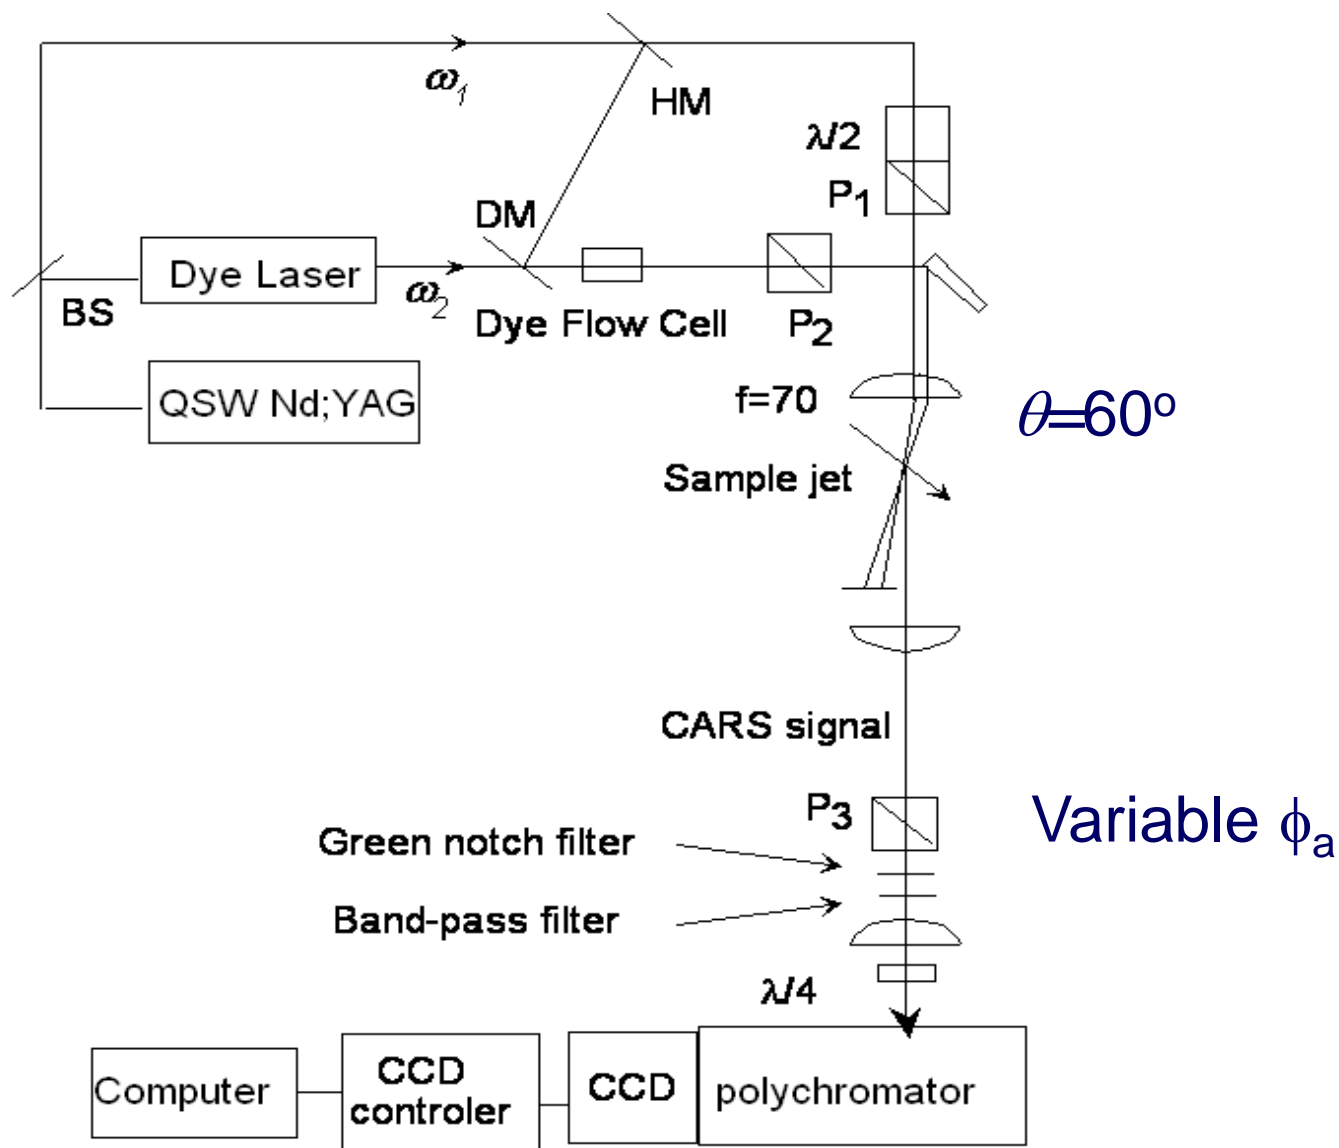 ω1
HM
λ/2
P1
DM
Dye Laser
BS
ω2
Dye Flow Cell
P2
QSW Nd;YAG
f=70
θ=60o
Sample jet
CARS signal
P3
Variable ϕa
Green notch filter
Band-pass filter
λ/4
Computer
CCD
controler
CCD
polychromator